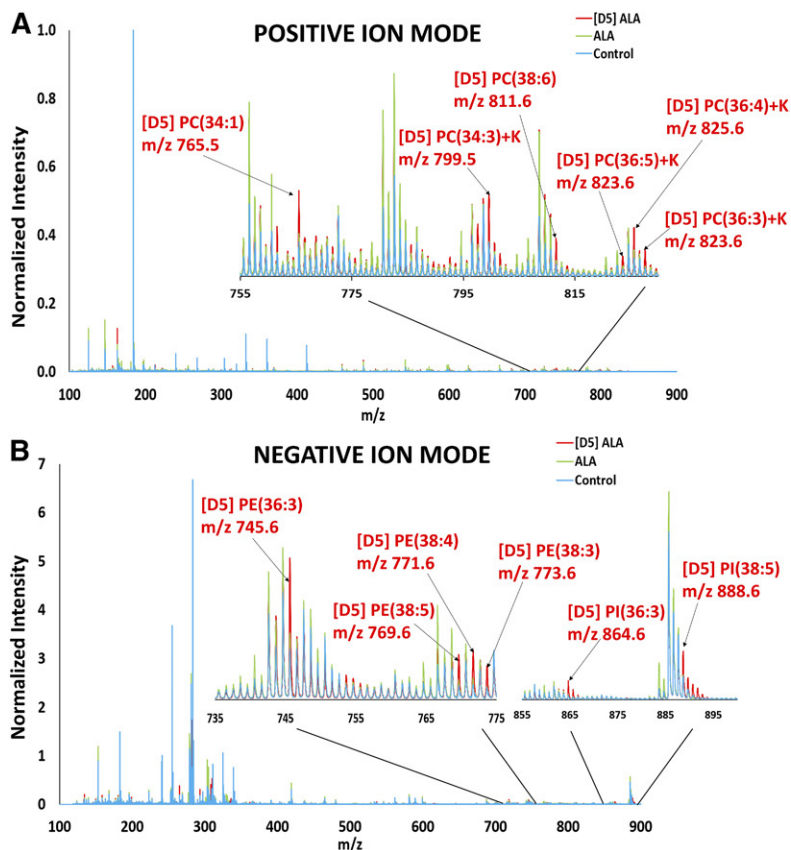 A
POSITIVE ION MODE
[D5] ALA
ALA
Control
Normalized Intensity
1.0
0.8
0.6
0.4
0.2
0.0
[D5] PC(34:1)
m/z 765.5
[D5] PC(34:3)+K
m/z 799.5
[D5] PC(38:6)
m/z 811.6
[D5] PC(36:5)+K
m/z 823.6
[D5] PC(36:4)+K
m/z 825.6
[D5] PC(36:3)+K
m/z 823.6
755 775 795 815
100 200 300 400 500 600 700 800 900
m/z
B
NEGATIVE ION MODE
[D5] ALA
ALA
Control
Normalized Intensity
7
6
5
4
3
2
1
0
[D5] PE(36:3)
m/z 745.6
[D5] PE(38:5)
m/z 769.6
[D5] PE(38:4)
m/z 771.6
[D5] PE(38:3)
m/z 773.6
[D5] PI(36:3)
m/z 864.6
[D5] PI(38:5)
m/z 888.6
735 745 755 765 775
855 865 875 885 895
100 200 300 400 500 600 700 800 900
m/z